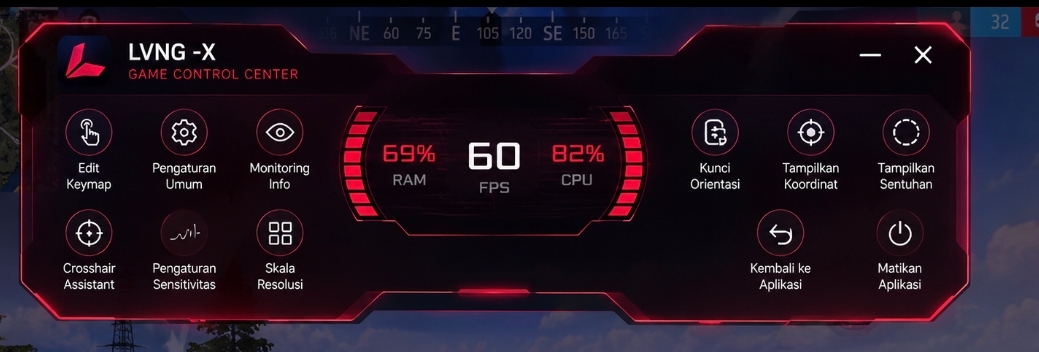 NE 60 75 E 105 120 SE 150 165
32
LVNG -X
GAME CONTROL CENTER
Edit
Keymap
Pengaturan
Umum
Monitoring
Info
69%
RAM
60
FPS
82%
CPU
Kunci
Orientasi
Tampilkan
Koordinat
Tampilkan
Sentuhan
Crosshair
Assistant
Pengaturan
Sensitivitas
Skala
Resolusi
Kembali ke
Aplikasi
Matikan
Aplikasi